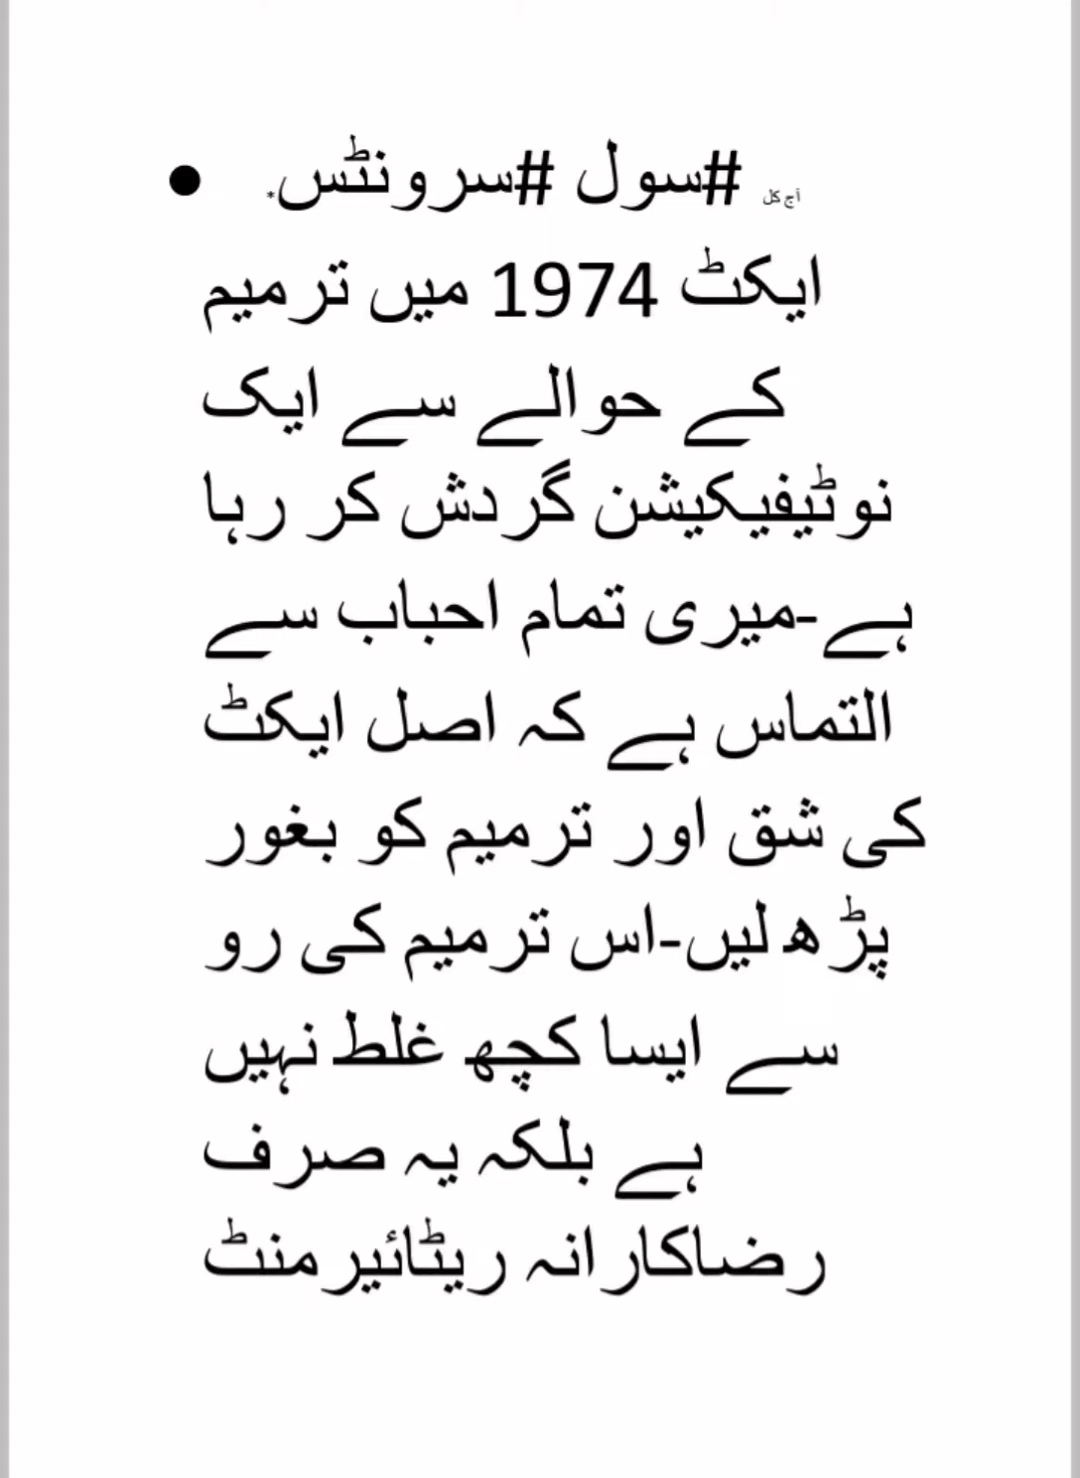 آج کل #سول #سرونٹس*
ایکٹ 1974 میں ترمیم
کے حوالے سے ایک
نوٹیفیکیشن گردش کر رہا
ہے-میری تمام احباب سے
التماس ہے کہ اصل ایکٹ
کی شق اور ترمیم کو بغور
پڑھ لیں-اس ترمیم کی رو
سے ایسا کچھ غلط نہیں
ہے بلکہ یہ صرف
رضاکارانہ ریٹائیرمنٹ